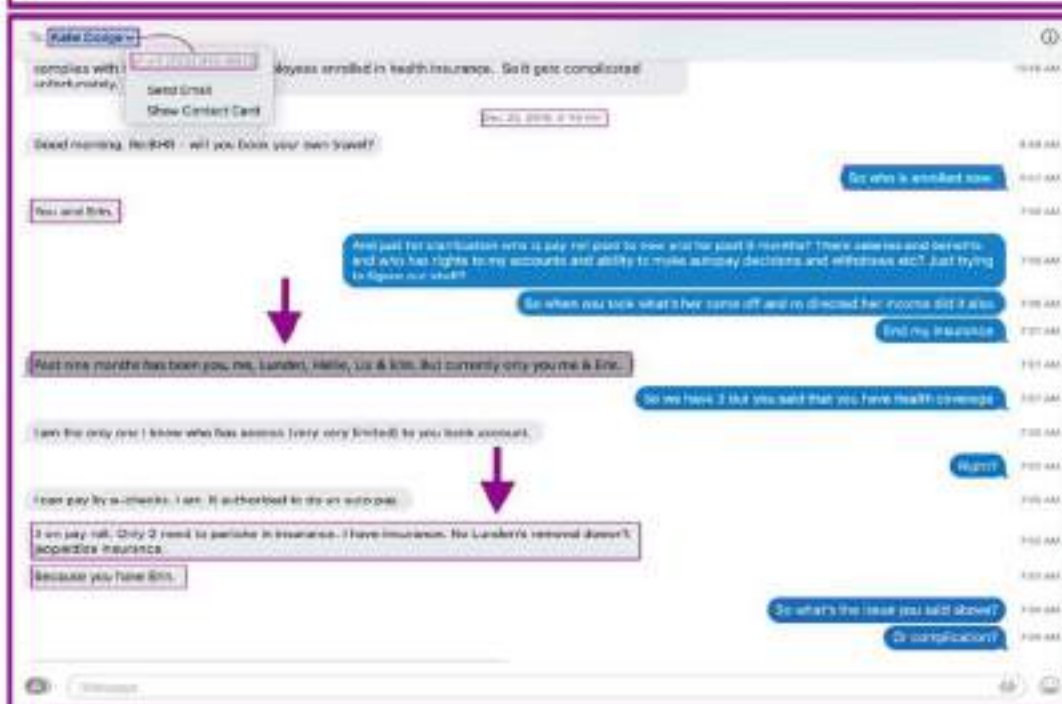 To: Katie Dodge
complies with employees enrolled in health insurance. So it gets complicated
unfortunately.
Send Email
Show Contact Card
Good morning. Re:BHR - will you book your own travel?
So who is enrolled now.
You and Erin.
And just for clarification who is pay roll paid to now and for past 9 months? There salaries and benefits
and who has rights to my accounts and ability to make autopay decisions and withdraws etc? Just trying
to figure out stuff?
So when you took what's her name off and re directed her income did it also
End my insurance
Past nine months has been you, me, Lunden, Hallie, Liz & Erin. But currently only you me & Erin.
So we have 3 but you said that you have health coverage
I am the only one I know who has access (very very limited) to you bank account.
Right?
I can pay by e-checks. I am authorized to do an auto pay.
3 on pay roll. Only 2 need to partake in insurance. I have insurance. No Lunden's removal doesn't
jeopardize insurance.
Because you have Erin.
So what's the issue you said above?
Or complication?